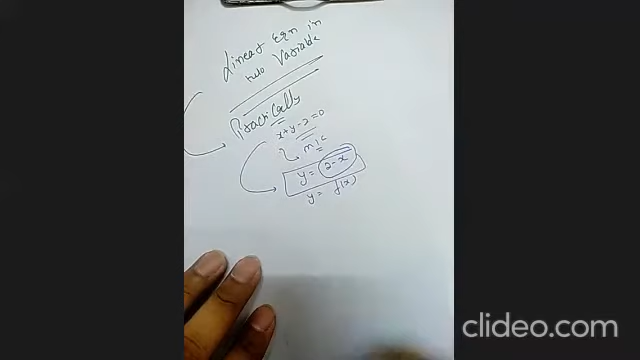 Linear Eqn in
two Variable
Practically
x+y-2=0
m, c
y = 2-x
y = f(x)
clideo.com